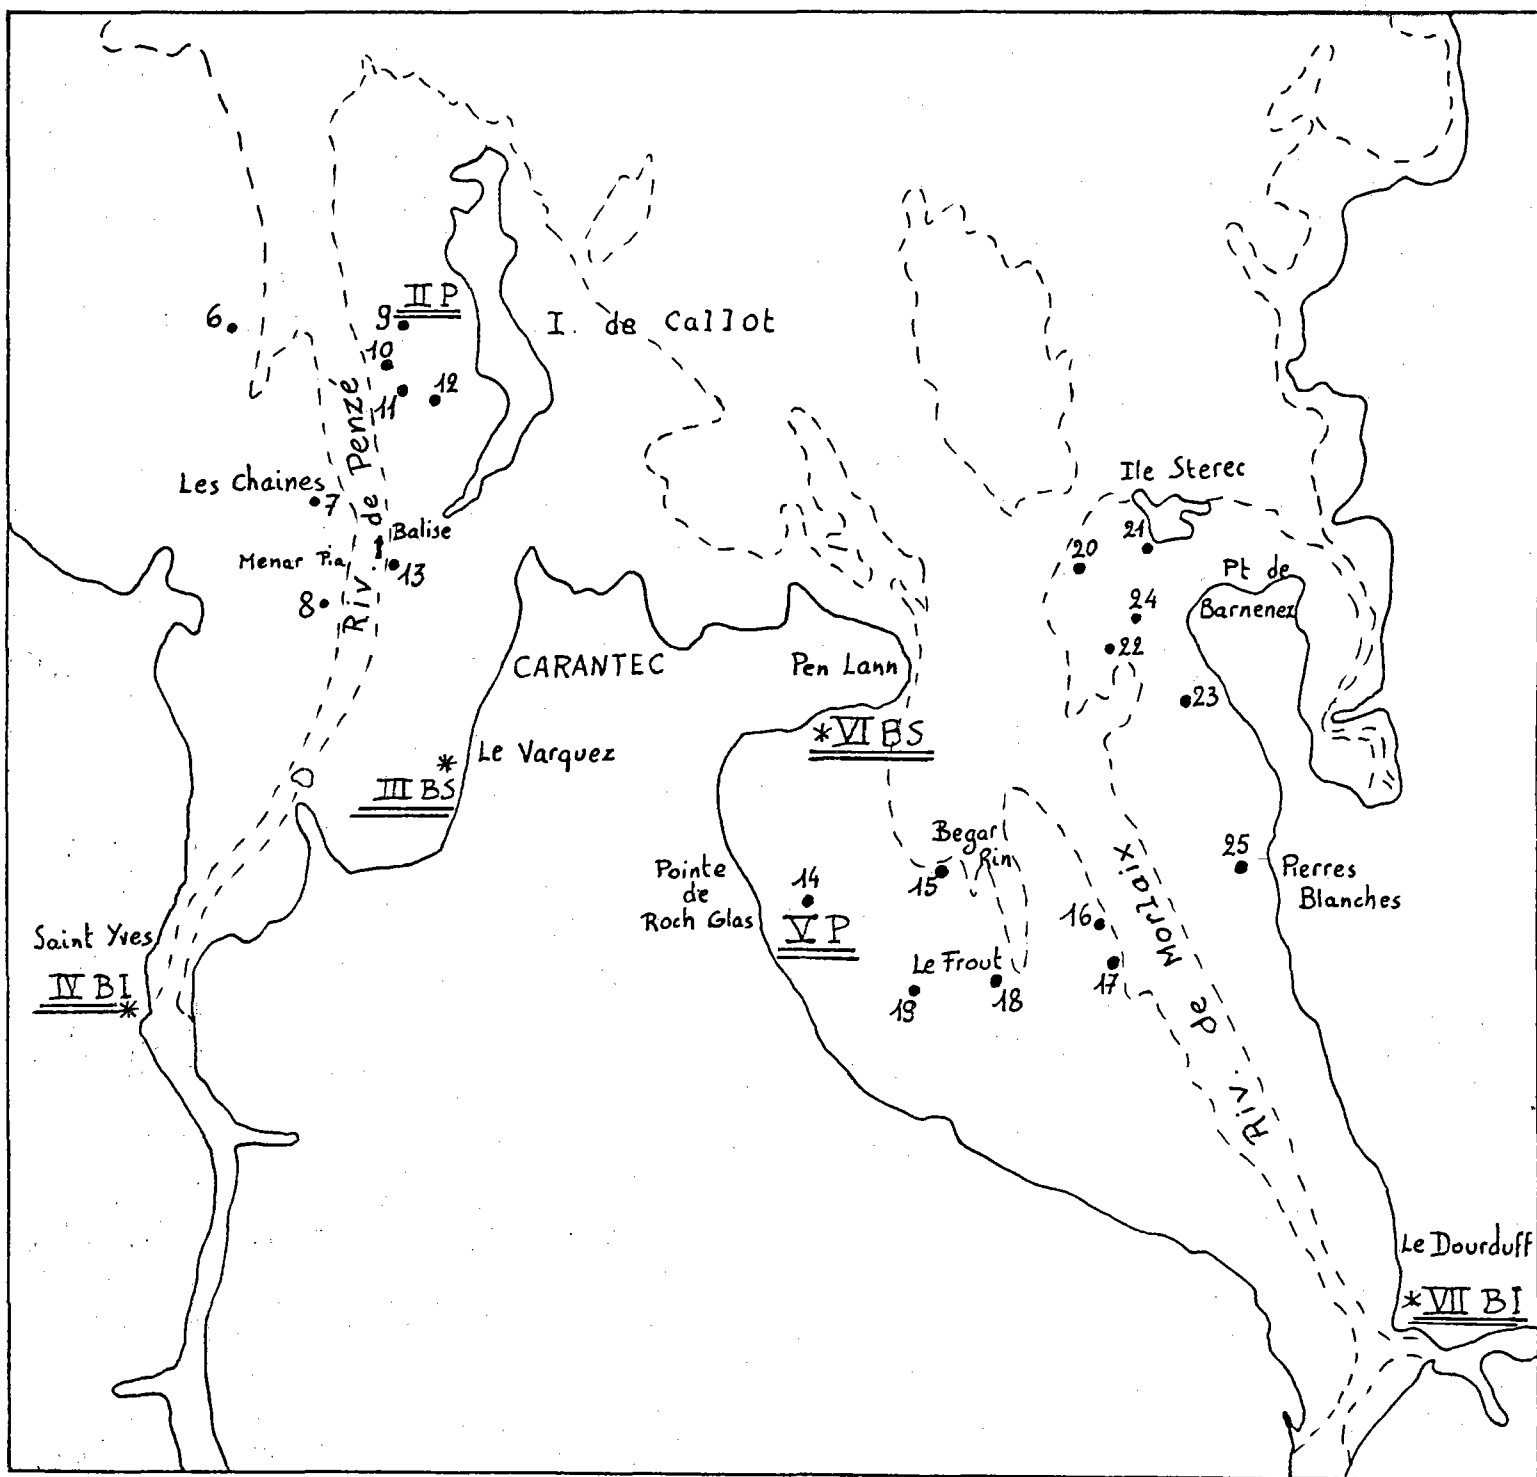 II P
6
9
I. de Callot
10
11
12
Riv. de Penzé
Les Chaines
7
Balise
Menar
13
8
Ile Sterec
21
20
Pt de
Barnenez
24
22
23
CARANTEC
Pen Lann
*VI BS
* Le Varquez
III BS
Begar
Rin
15
Pointe
de
Roch Glas
14
V P
25
Pierres
Blanches
16
17
Riv. de Morlaix
Saint Yves
IV BI
*
Le Frout
19
18
Le Dourduff
*VII BI